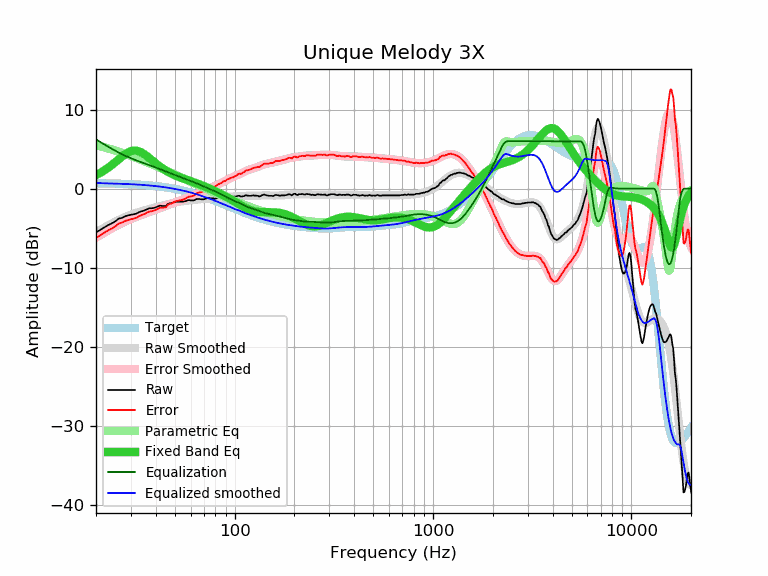 Unique Melody 3X
10
0
−10
−20
−30
−40
Amplitude (dBr)
Target
Raw Smoothed
Error Smoothed
Raw
Error
Parametric Eq
Fixed Band Eq
Equalization
Equalized smoothed
100
1000
10000
Frequency (Hz)